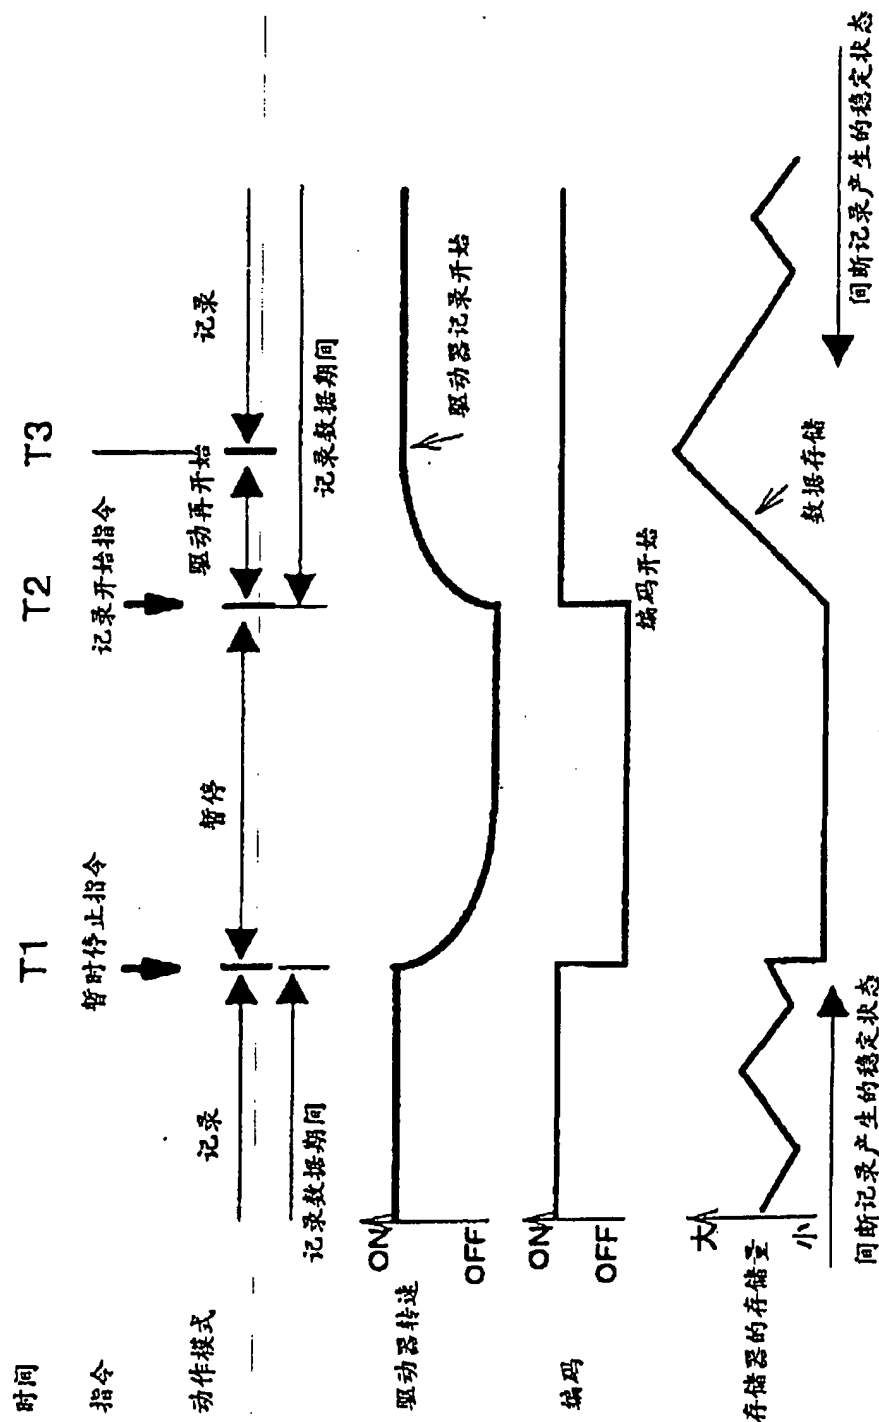 时间
T1
T2
T3
指令
暂时停止指令
记录开始指令
动作模式
记录
暂停
驱动再开始
记录
记录数据期间
记录数据期间
驱动器转速
ON
OFF
驱动器记录开始
编码
ON
OFF
编码开始
存储器的存储量
大
小
数据存储
间断记录产生的稳定状态
间断记录产生的稳定状态